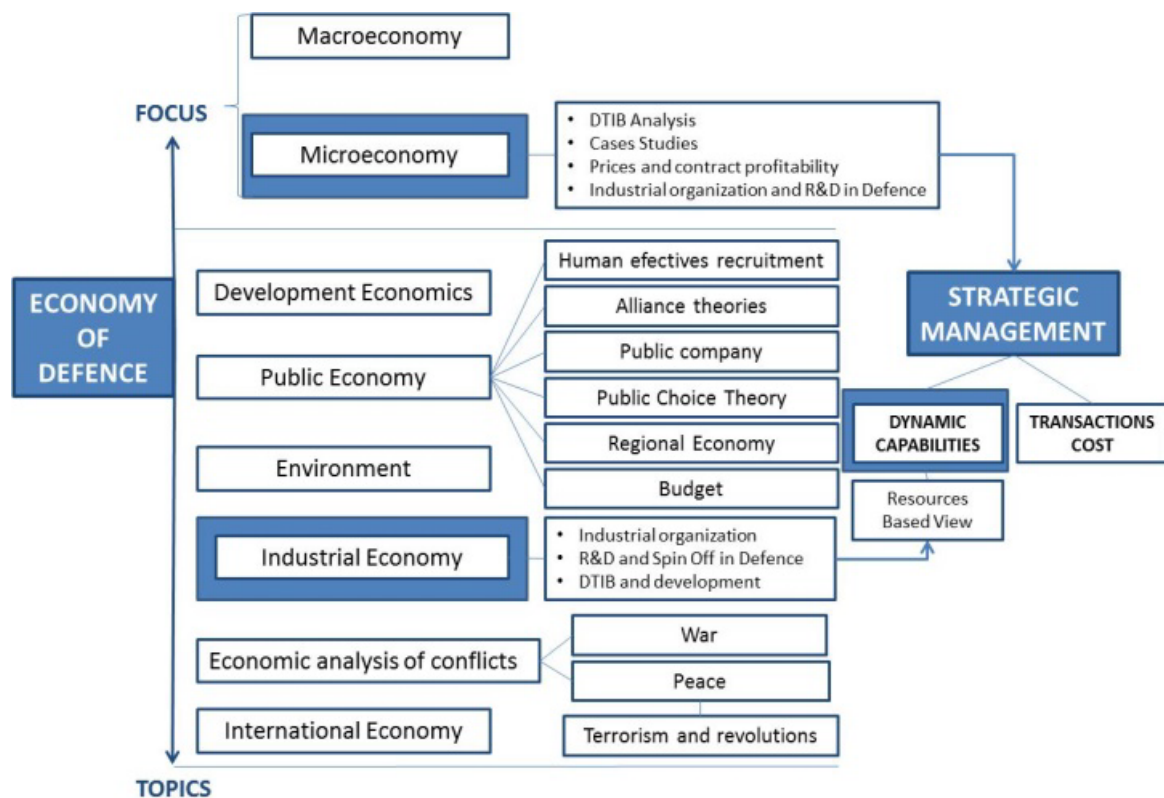 Macroeconomy
FOCUS
Microeconomy
• DTIB Analysis
• Cases Studies
• Prices and contract profitability
• Industrial organization and R&D in Defence
ECONOMY
OF
DEFENCE
Development Economics
Public Economy
Human efectives recruitment
Alliance theories
Public company
Public Choice Theory
Regional Economy
Budget
Environment
Industrial Economy
• Industrial organization
• R&D and Spin Off in Defence
• DTIB and development
Economic analysis of conflicts
War
Peace
Terrorism and revolutions
International Economy
TOPICS
STRATEGIC
MANAGEMENT
DYNAMIC
CAPABILITIES
TRANSACTIONS
COST
Resources
Based View